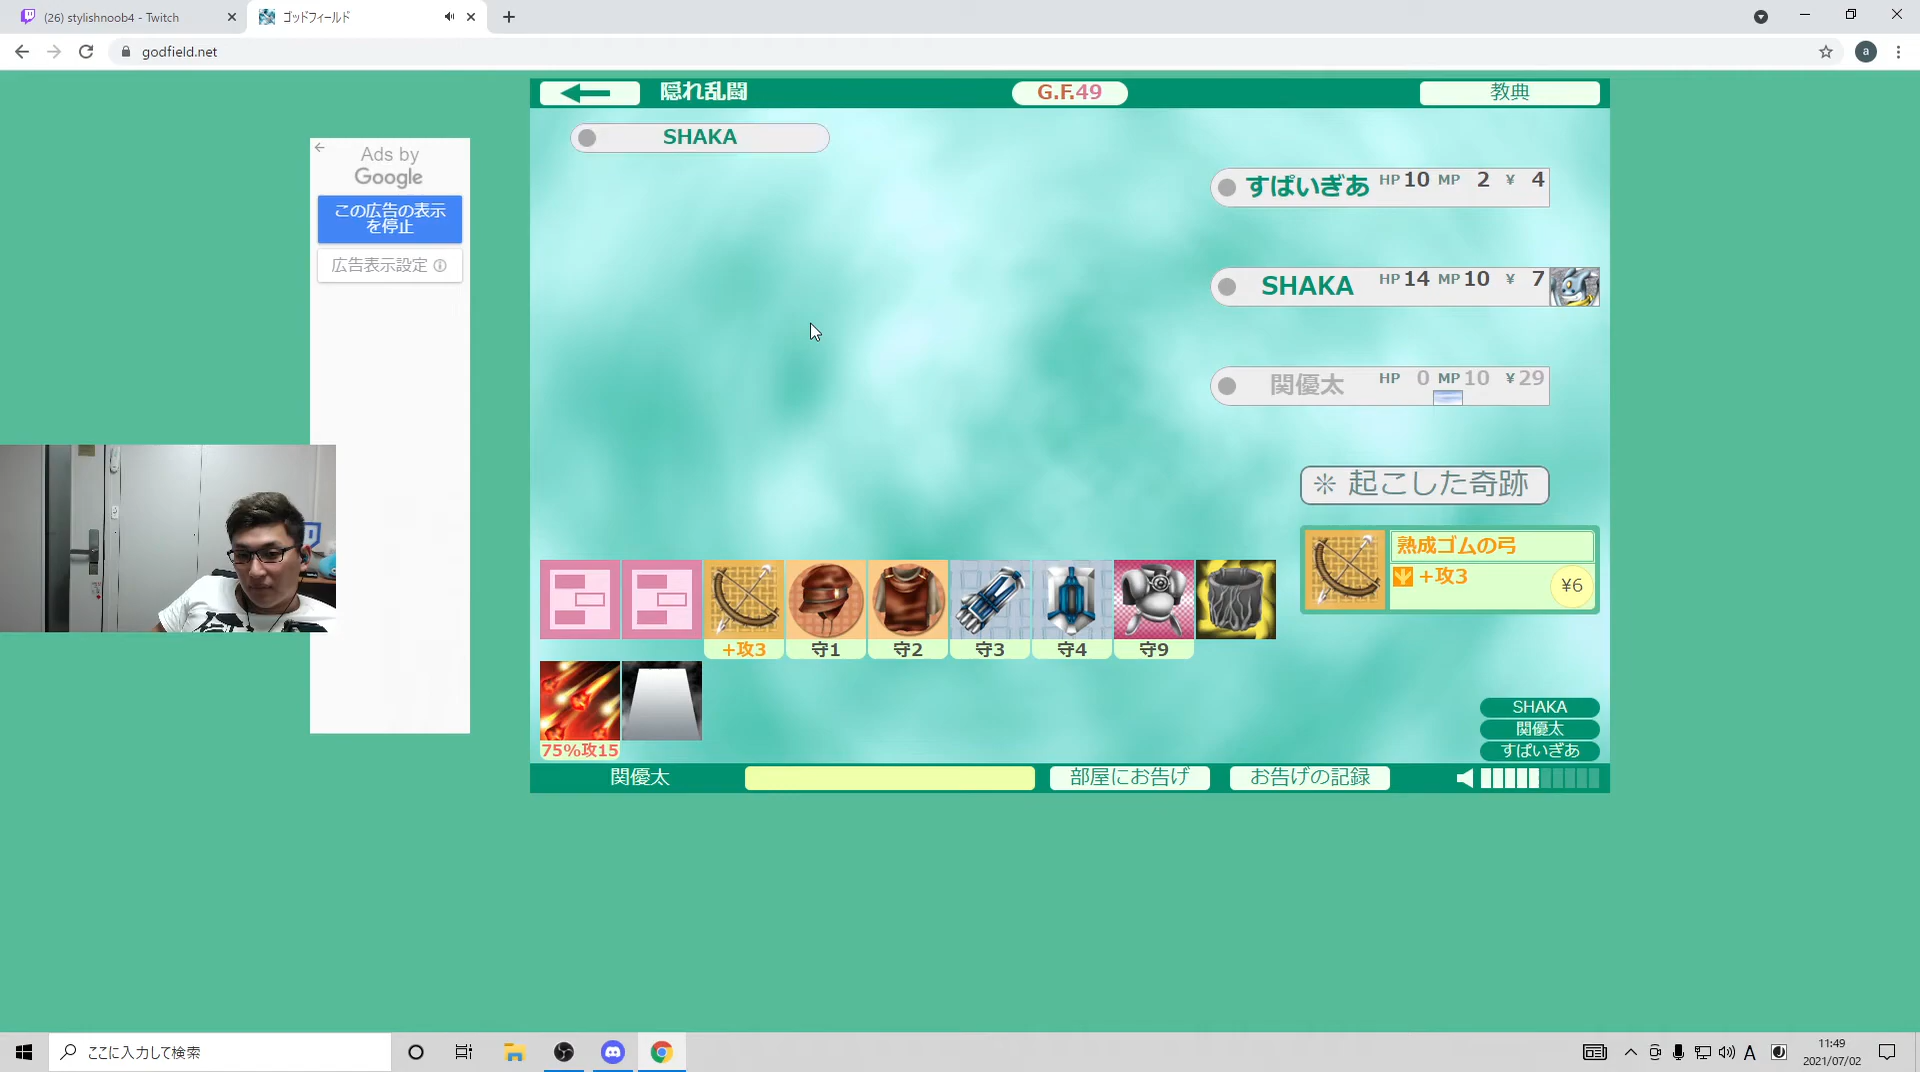 (26) stylishnoob4 - Twitch
ゴッドフィールド
godfield.net
a
隠れ乱闘
G.F.49
教典
SHAKA
Ads by
Google
この広告の表示
を停止
広告表示設定
すぱいぎあ HP 10 MP 2 ¥ 4
SHAKA HP 14 MP 10 ¥ 7
関優太 HP 0 MP 10 ¥ 29
起こした奇跡
熟成ゴムの弓
+攻3
¥6
+攻3 守1 守2 守3 守4 守9
75%攻15
SHAKA
関優太
すぱいぎあ
関優太
部屋にお告げ
お告げの記録
ここに入力して検索
A
11:49
2021/07/02